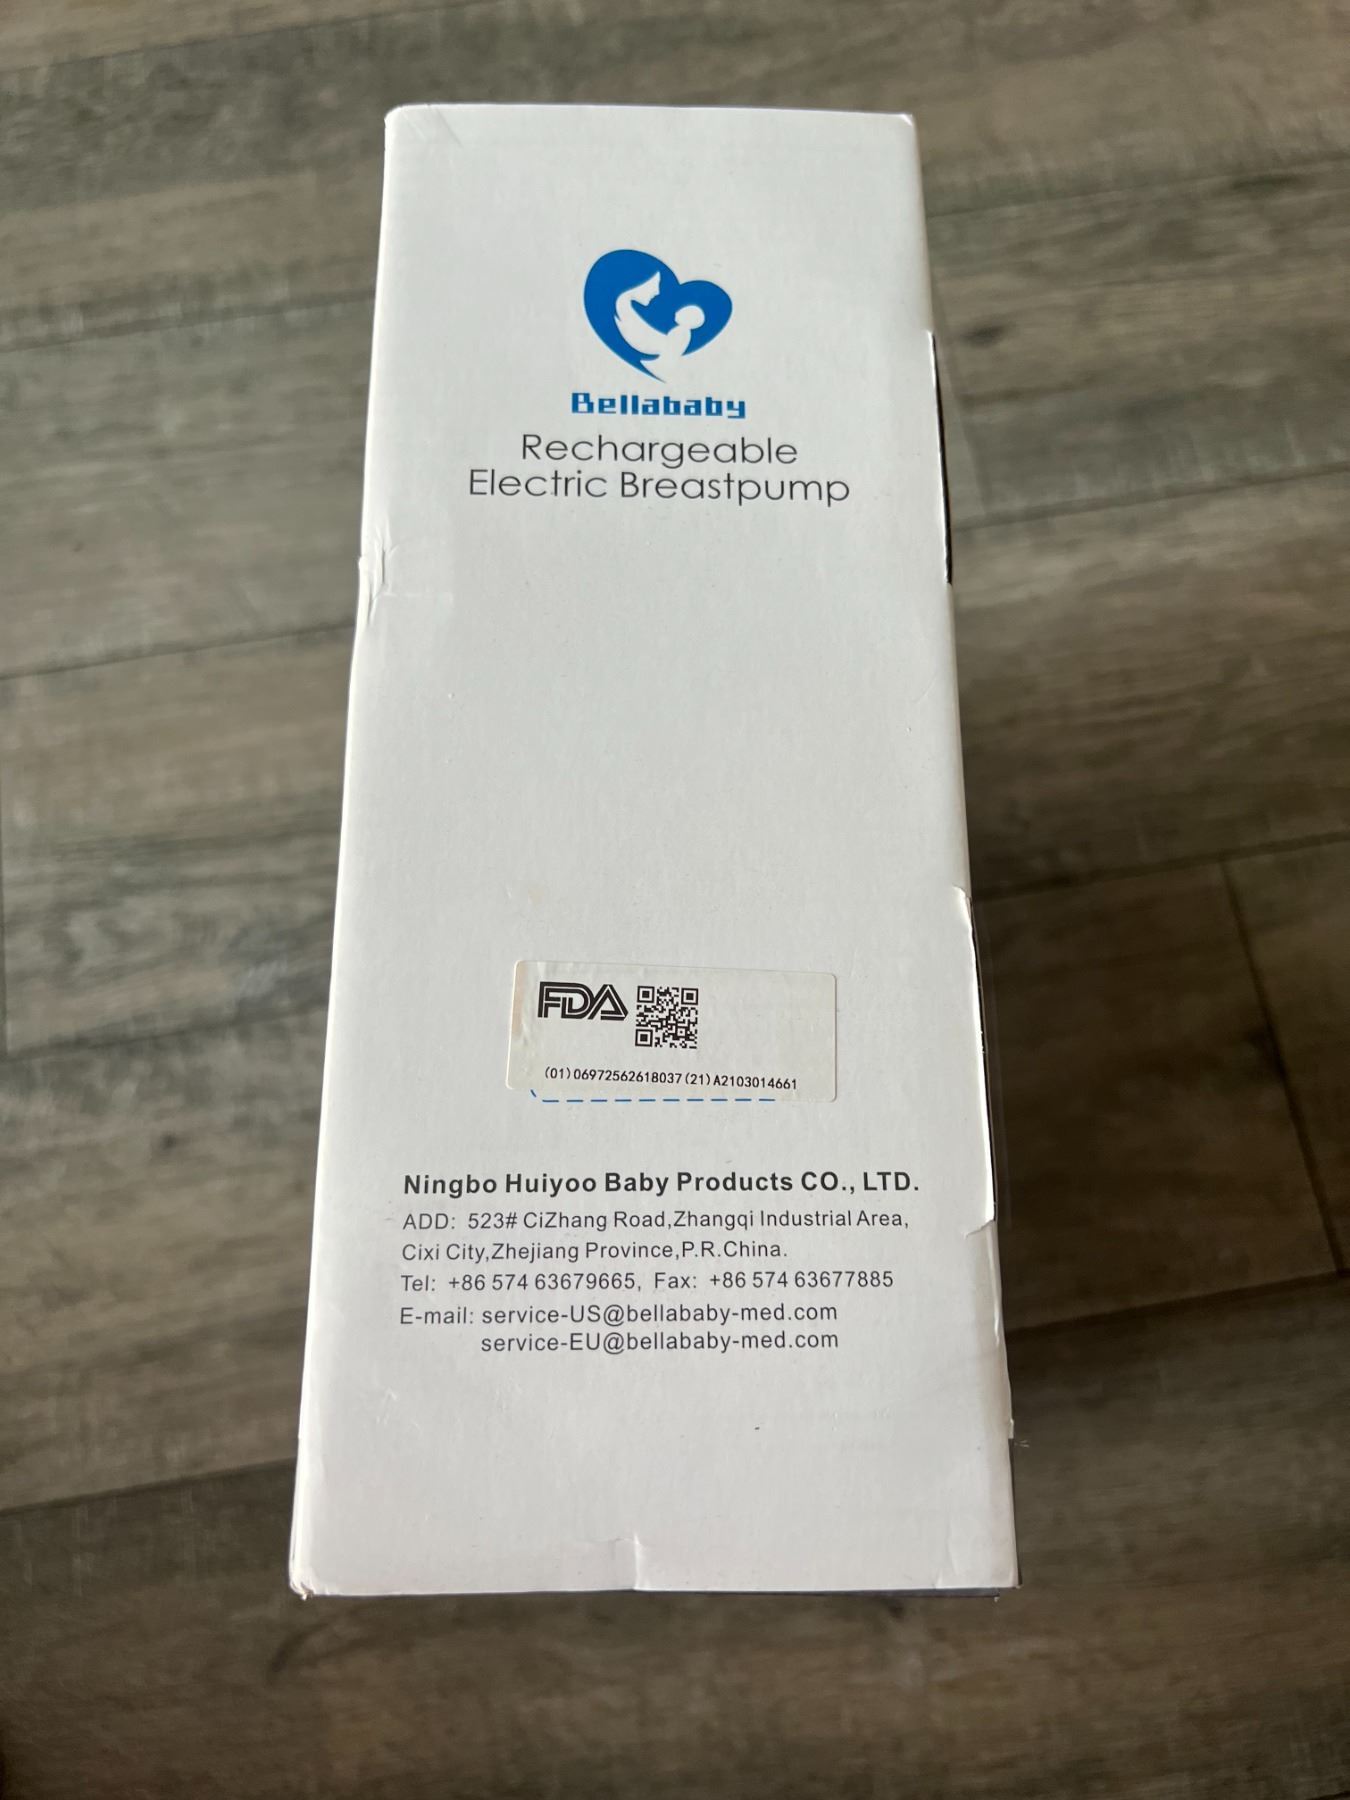 Bellababy
Rechargeable
Electric Breastpump
FDA
(01)06972562618037(21)A2103014661
Ningbo Huiyoo Baby Products CO., LTD.
ADD: 523# CiZhang Road,Zhangqi Industrial Area,
Cixi City,Zhejiang Province,P.R.China.
Tel: +86 574 63679665, Fax: +86 574 63677885
E-mail: service-US@bellababy-med.com
service-EU@bellababy-med.com